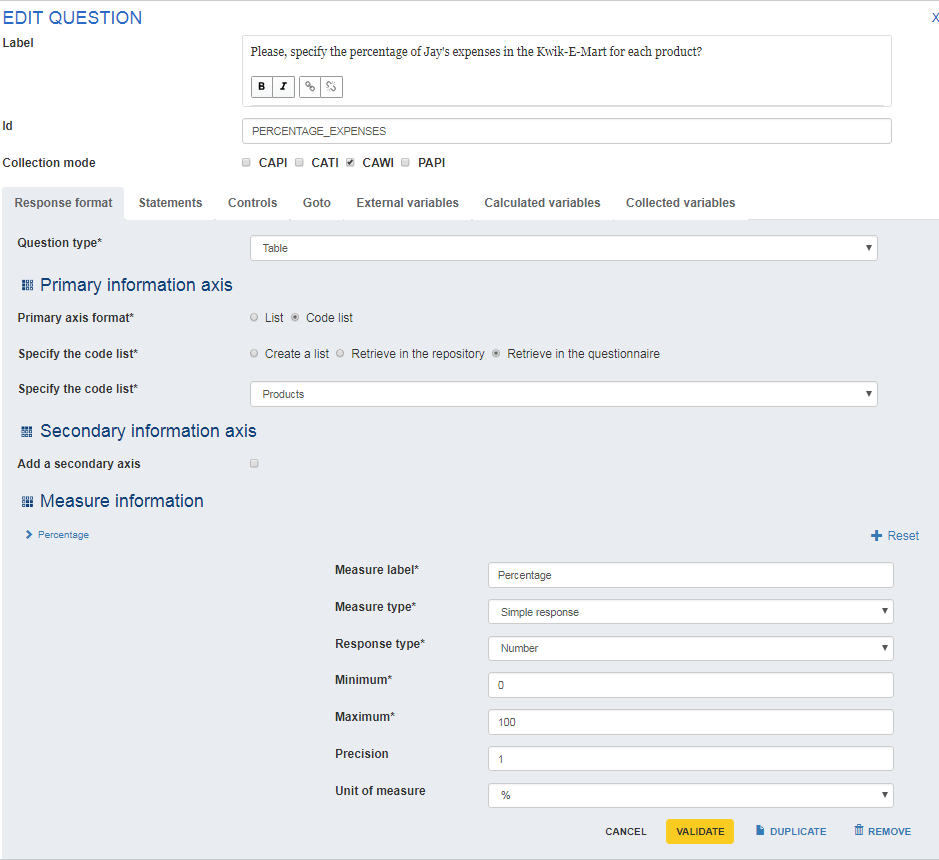 EDIT QUESTION X
Label
Please, specify the percentage of Jay's expenses in the Kwik-E-Mart for each product?
B I
Id
PERCENTAGE_EXPENSES
Collection mode CAPI CATI CAWI PAPI
Response format Statements Controls Goto External variables Calculated variables Collected variables
Question type* Table
Primary information axis
Primary axis format* List Code list
Specify the code list* Create a list Retrieve in the repository Retrieve in the questionnaire
Specify the code list* Products
Secondary information axis
Add a secondary axis
Measure information
Percentage Reset
Measure label* Percentage
Measure type* Simple response
Response type* Number
Minimum* 0
Maximum* 100
Precision 1
Unit of measure %
CANCEL VALIDATE DUPLICATE REMOVE